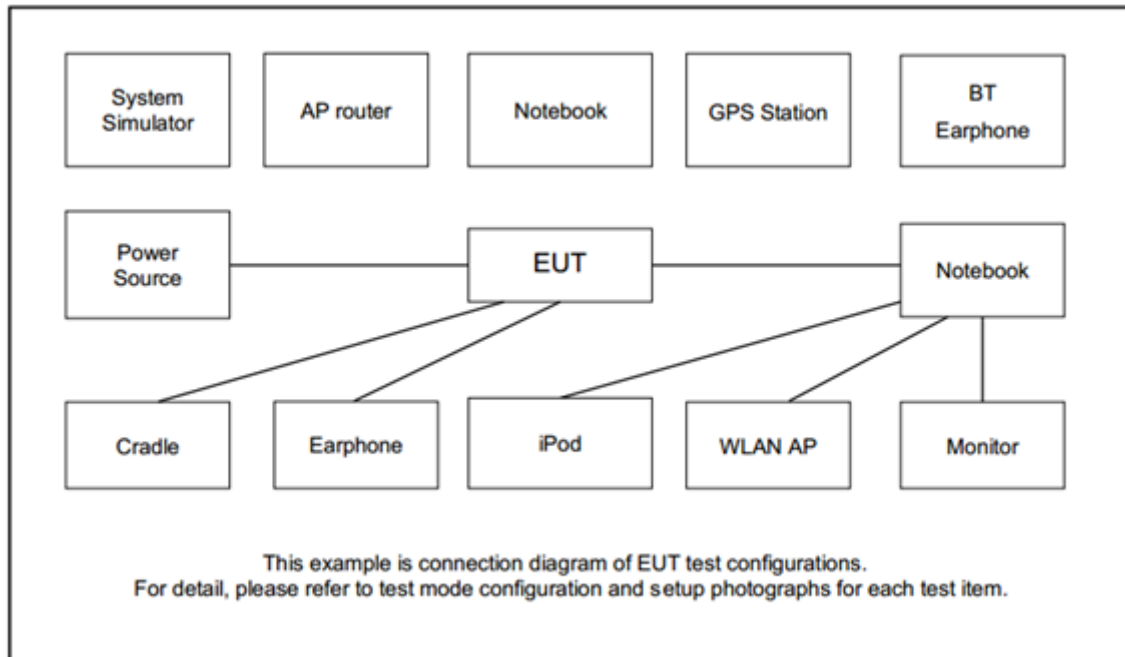 System
Simulator
AP router
Notebook
GPS Station
BT
Earphone
Power
Source
EUT
Notebook
Cradle
Earphone
iPod
WLAN AP
Monitor
This example is connection diagram of EUT test configurations.
For detail, please refer to test mode configuration and setup photographs for each test item.